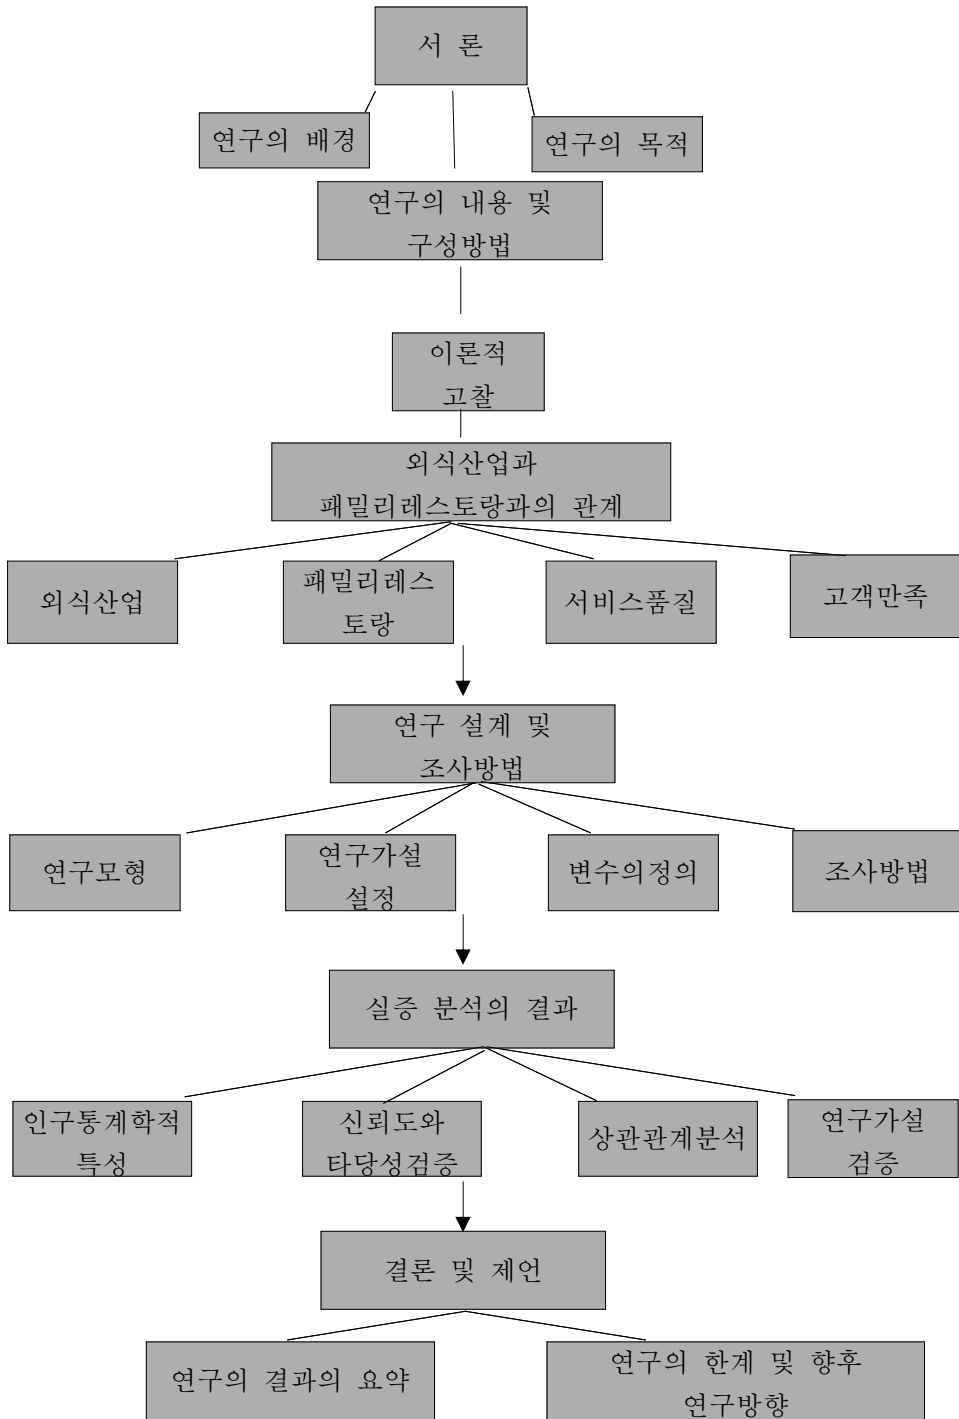 서 론
연구의 배경
연구의 목적
연구의 내용 및
구성방법
이론적
고찰
외식산업과
패밀리레스토랑과의 관계
외식산업
패밀리레스
토랑
서비스품질
고객만족
연구 설계 및
조사방법
연구모형
연구가설
설정
변수의정의
조사방법
실증 분석의 결과
인구통계학적
특성
신뢰도와
타당성검증
상관관계분석
연구가설
검증
결론 및 제언
연구의 결과의 요약
연구의 한계 및 향후
연구방향